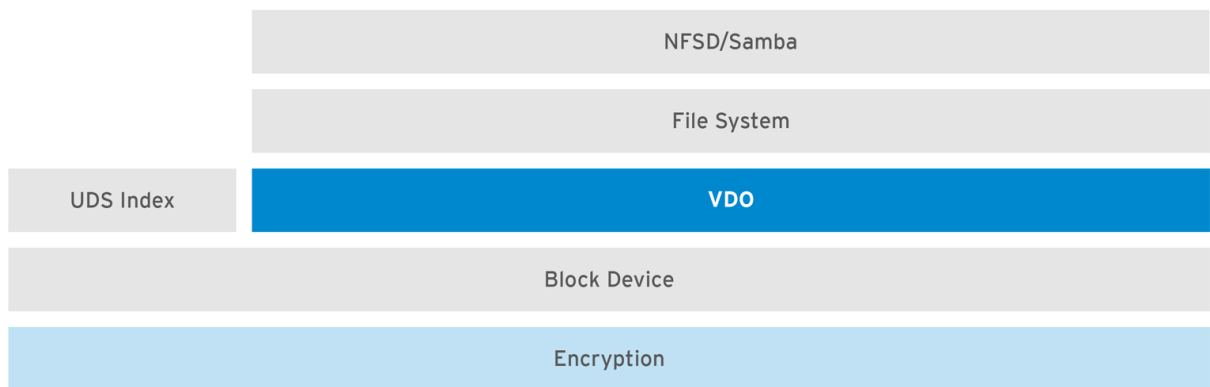 NFSD/Samba
File System
UDS Index
VDO
Block Device
Encryption